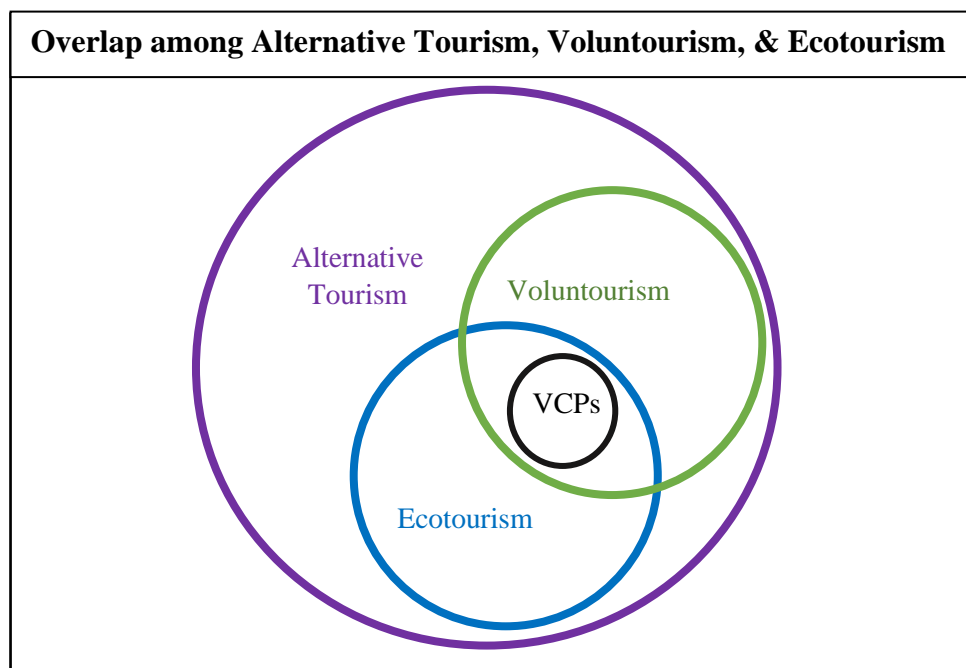 Overlap among Alternative Tourism, Voluntourism, & Ecotourism
Alternative
Tourism
Voluntourism
VCPs
Ecotourism